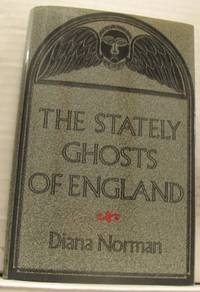 THE STATELY
GHOSTS
OF ENGLAND
Diana Norman